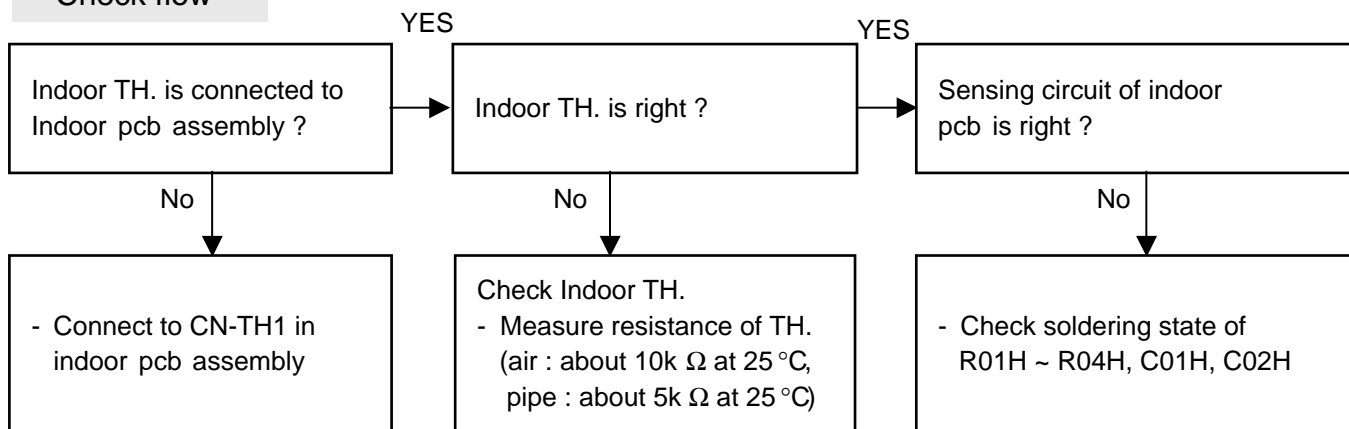 Check flow
YES
YES
Indoor TH. is connected to
Indoor pcb assembly ?
Indoor TH. is right ?
Sensing circuit of indoor
pcb is right ?
No
No
No
- Connect to CN-TH1 in
indoor pcb assembly
Check Indoor TH.
- Measure resistance of TH.
(air : about 10k Ω at 25 °C,
pipe : about 5k Ω at 25 °C)
- Check soldering state of
R01H ~ R04H, C01H, C02H